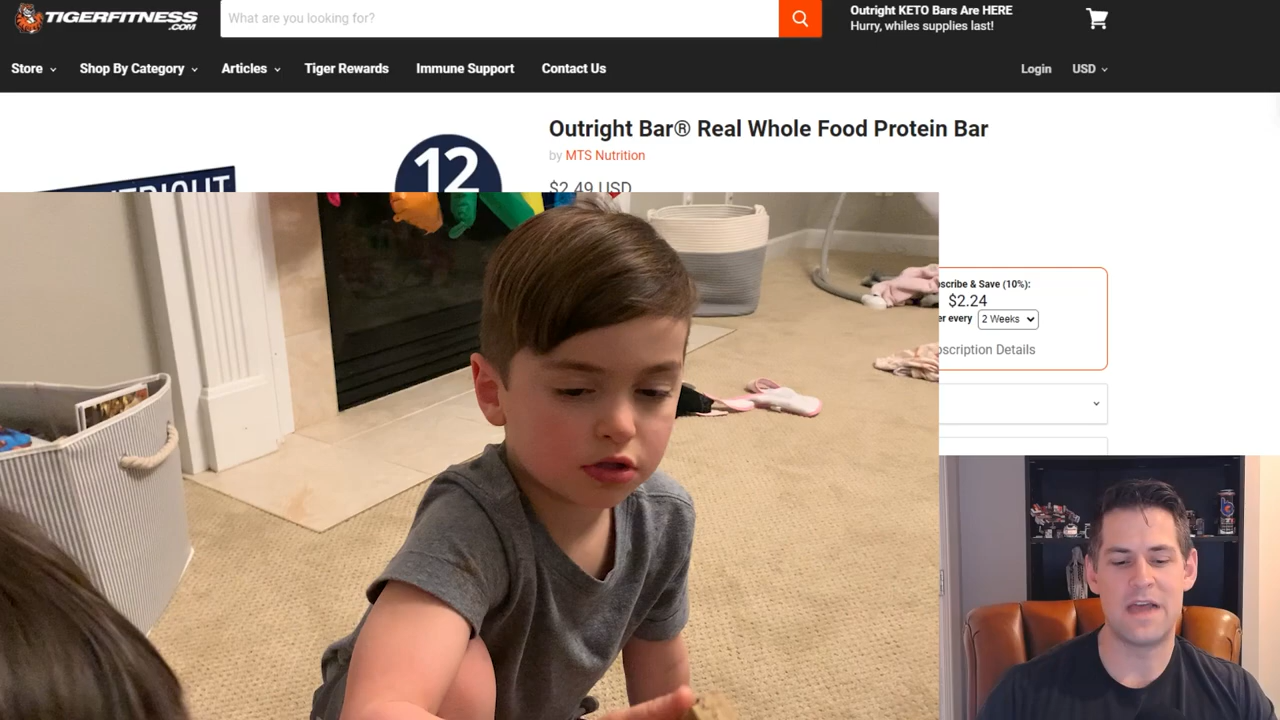 TIGERFITNESS
.COM
What are you looking for?
Outright KETO Bars Are HERE
Hurry, whiles supplies last!
Store
Shop By Category
Articles
Tiger Rewards
Immune Support
Contact Us
Login
USD
12
Outright Bar® Real Whole Food Protein Bar
by MTS Nutrition
$2.49 USD
scribe & Save (10%):
$2.24
er every 2 Weeks
scription Details